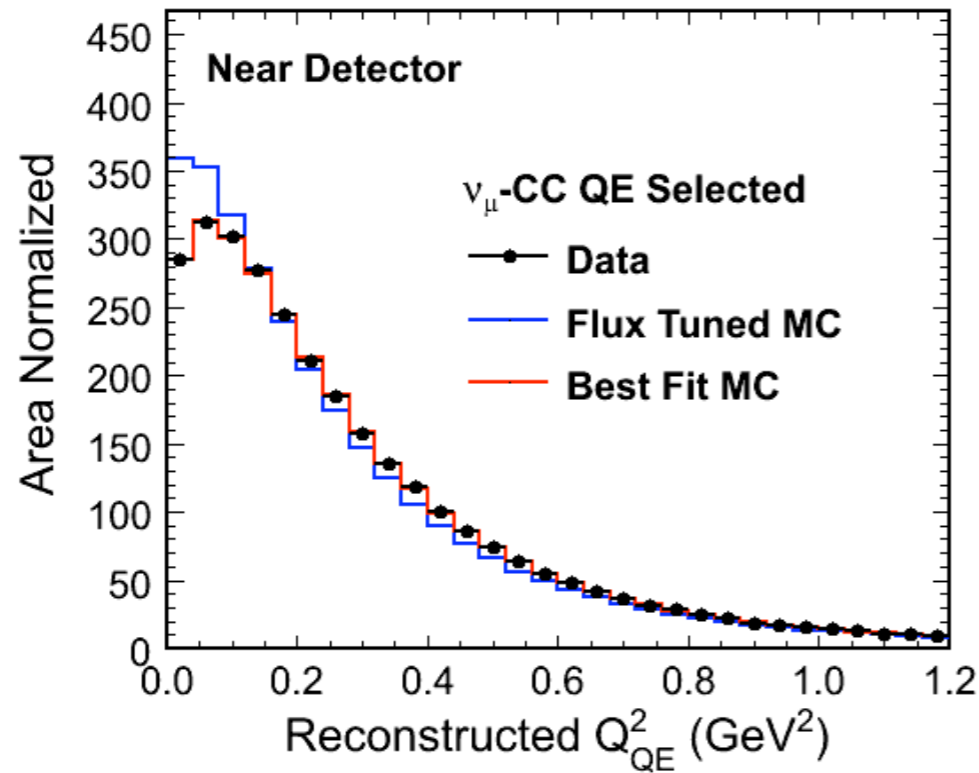 Near Detector
ν_μ-CC QE Selected
Data
Flux Tuned MC
Best Fit MC
Area Normalized
450
400
350
300
250
200
150
100
50
0
0.0 0.2 0.4 0.6 0.8 1.0 1.2
Reconstructed Q²_QE (GeV²)